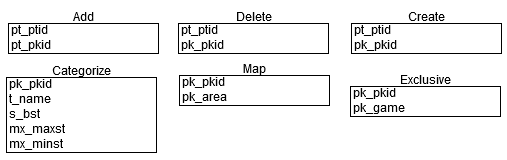 Add
pt_ptid
pt_pkid
Delete
pt_ptid
pk_pkid
Create
pt_ptid
pk_pkid
Categorize
pk_pkid
t_name
s_bst
mx_maxst
mx_minst
Map
pk_pkid
pk_area
Exclusive
pk_pkid
pk_game